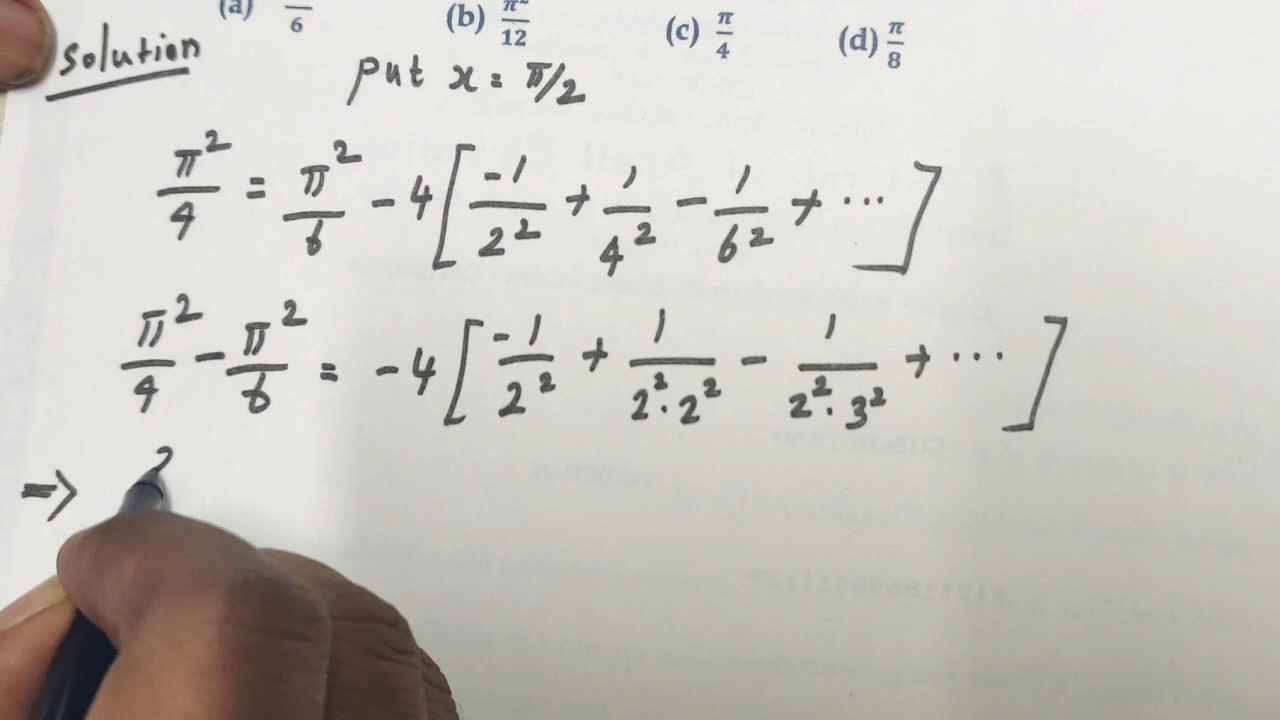 (a) 6 (b) π²/12 (c) π/4 (d) π/8
Solution
put x = π/2
π²/4 = π²/6 - 4[-1/2² + 1/4² - 1/6² + ...]
π²/4 - π²/6 = -4[-1/2² + 1/2².2² - 1/2².3² + ...]
=>